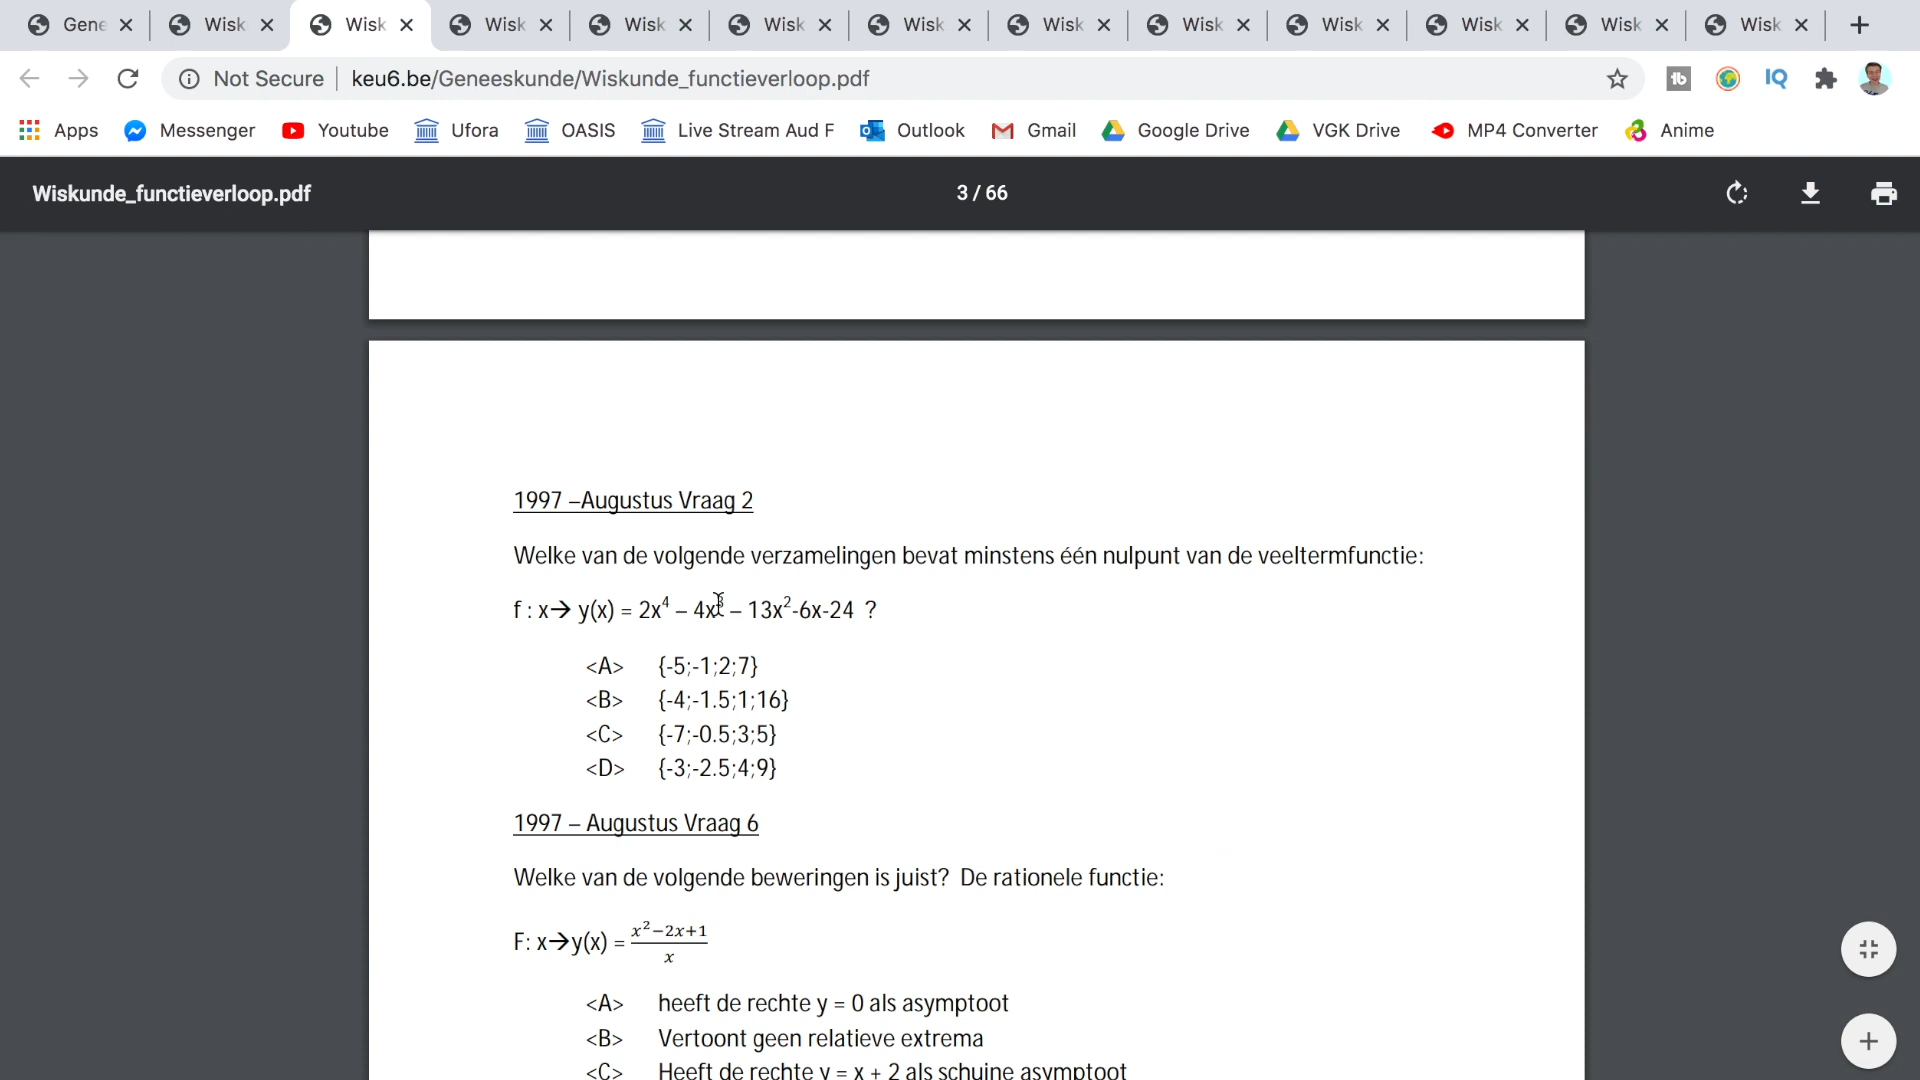 Gene Wisk Wisk Wisk Wisk Wisk Wisk Wisk Wisk Wisk Wisk Wisk Wisk
Not Secure keu6.be/Geneeskunde/Wiskunde_functieverloop.pdf
Apps Messenger Youtube Ufora OASIS Live Stream Aud F Outlook Gmail Google Drive VGK Drive MP4 Converter Anime
Wiskunde_functieverloop.pdf 3 / 66
1997 –Augustus Vraag 2
Welke van de volgende verzamelingen bevat minstens één nulpunt van de veeltermfunctie:
f : x→ y(x) = 2x⁴ – 4x³ – 13x²-6x-24 ?
<A> {-5;-1;2;7}
<B> {-4;-1.5;1;16}
<C> {-7;-0.5;3;5}
<D> {-3;-2.5;4;9}
1997 – Augustus Vraag 6
Welke van de volgende beweringen is juist? De rationele functie:
F: x→y(x) = (x²−2x+1)/x
<A> heeft de rechte y = 0 als asymptoot
<B> Vertoont geen relatieve extrema
<C> Heeft de rechte y = x + 2 als schuine asymptoot